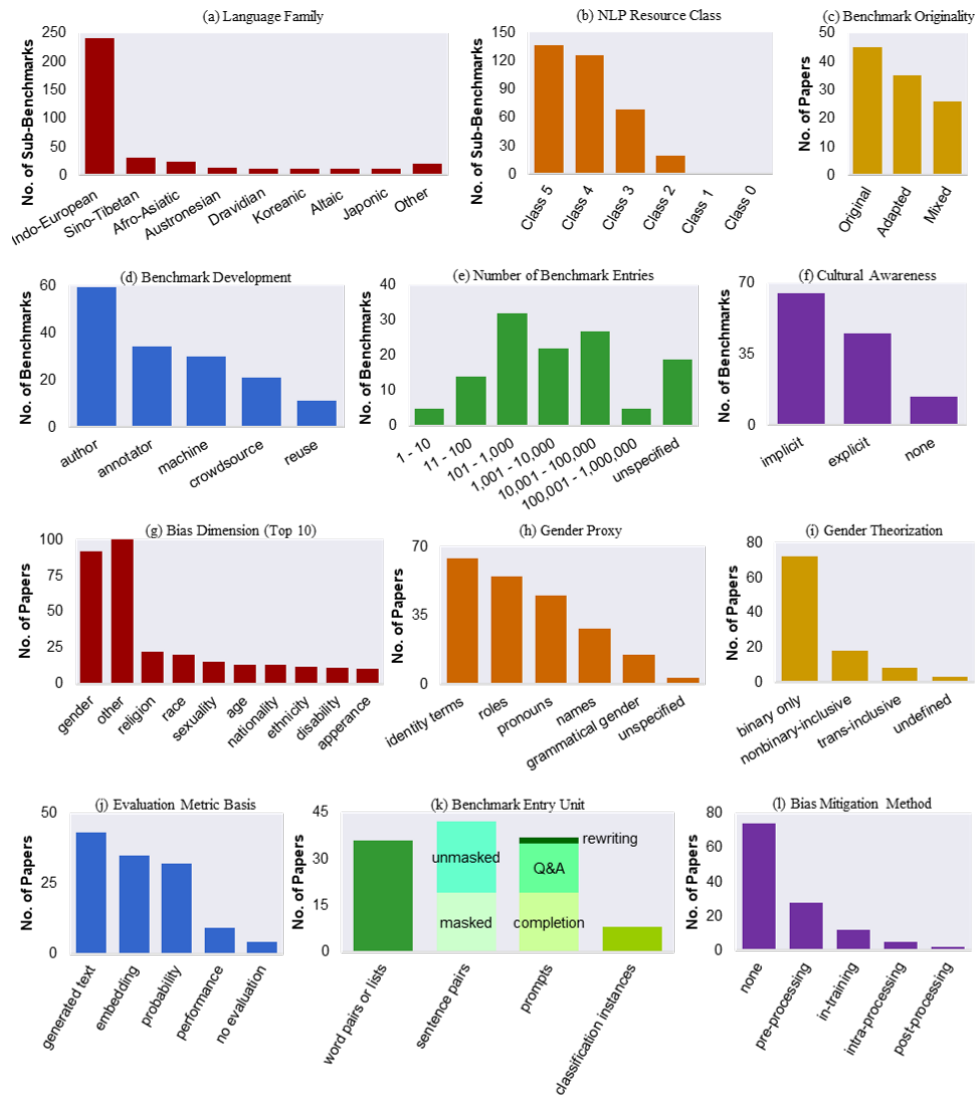 (a) Language Family
No. of Sub-Benchmarks
250
200
150
100
50
0
Indo-European
Sino-Tibetan
Afro-Asiatic
Austronesian
Dravidian
Koreanic
Altaic
Japonic
Other
(b) NLP Resource Class
No. of Sub-Benchmarks
150
120
90
60
30
0
Class 5
Class 4
Class 3
Class 2
Class 1
Class 0
(c) Benchmark Originality
No. of Papers
50
40
30
20
10
0
Original
Adapted
Mixed
(d) Benchmark Development
No. of Benchmarks
60
40
20
0
author
annotator
machine
crowdsource
reuse
(e) Number of Benchmark Entries
No. of Benchmarks
40
30
20
10
0
1 - 10
11 - 100
101 - 1,000
1,001 - 10,000
10,001 - 100,000
100,001 - 1,000,000
unspecified
(f) Cultural Awareness
No. of Benchmarks
70
35
0
implicit
explicit
none
(g) Bias Dimension (Top 10)
No. of Papers
100
75
50
25
0
gender
other
religion
race
sexuality
age
nationality
ethnicity
disability
apperance
(h) Gender Proxy
No. of Papers
70
35
0
identity terms
roles
pronouns
names
grammatical gender
unspecified
(i) Gender Theorization
No. of Papers
80
60
40
20
0
binary only
nonbinary-inclusive
trans-inclusive
undefined
(j) Evaluation Metric Basis
No. of Papers
50
25
0
generated text
embedding
probability
performance
no evaluation
(k) Benchmark Entry Unit
No. of Papers
45
30
15
0
unmasked
masked
rewriting
Q&A
completion
word pairs or lists
sentence pairs
prompts
classification instances
(l) Bias Mitigation Method
No. of Papers
80
60
40
20
0
none
pre-processing
in-training
intra-processing
post-processing